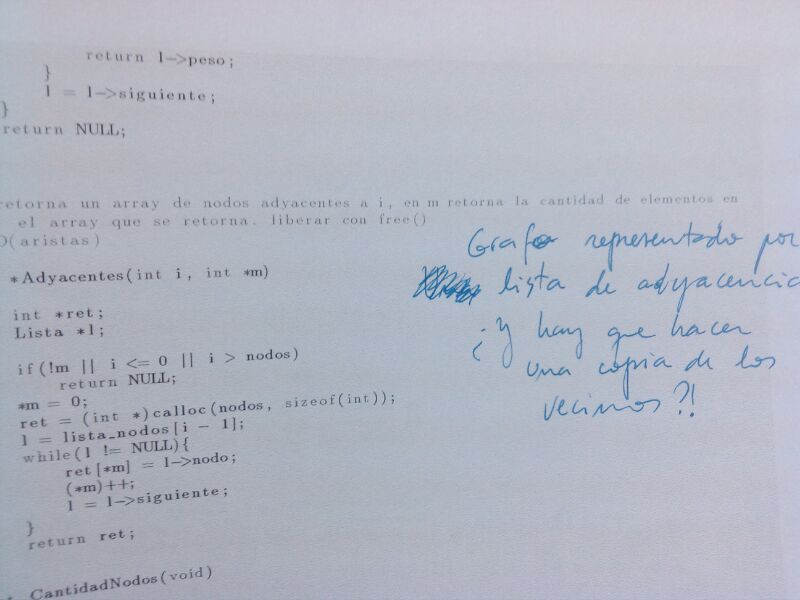 return l->peso;
}
l = l->siguiente;
}
return NULL;
retorna un array de nodos adyacentes a i, en m retorna la cantidad de elementos en
el array que se retorna. liberar con free()
O(aristas)
*Adyacentes(int i, int *m)
int *ret;
Lista *l;
if(!m || i <= 0 || i > nodos)
return NULL;
*m = 0;
ret = (int *)calloc(nodos, sizeof(int));
l = lista_nodos[i - 1];
while(l != NULL){
ret[*m] = l->nodo;
(*m)++;
l = l->siguiente;
}
return ret;
CantidadNodos(void)
Grafo representado por
lista de adyacencia
¿Y hay que hacer
una copia de los
vecinos?!